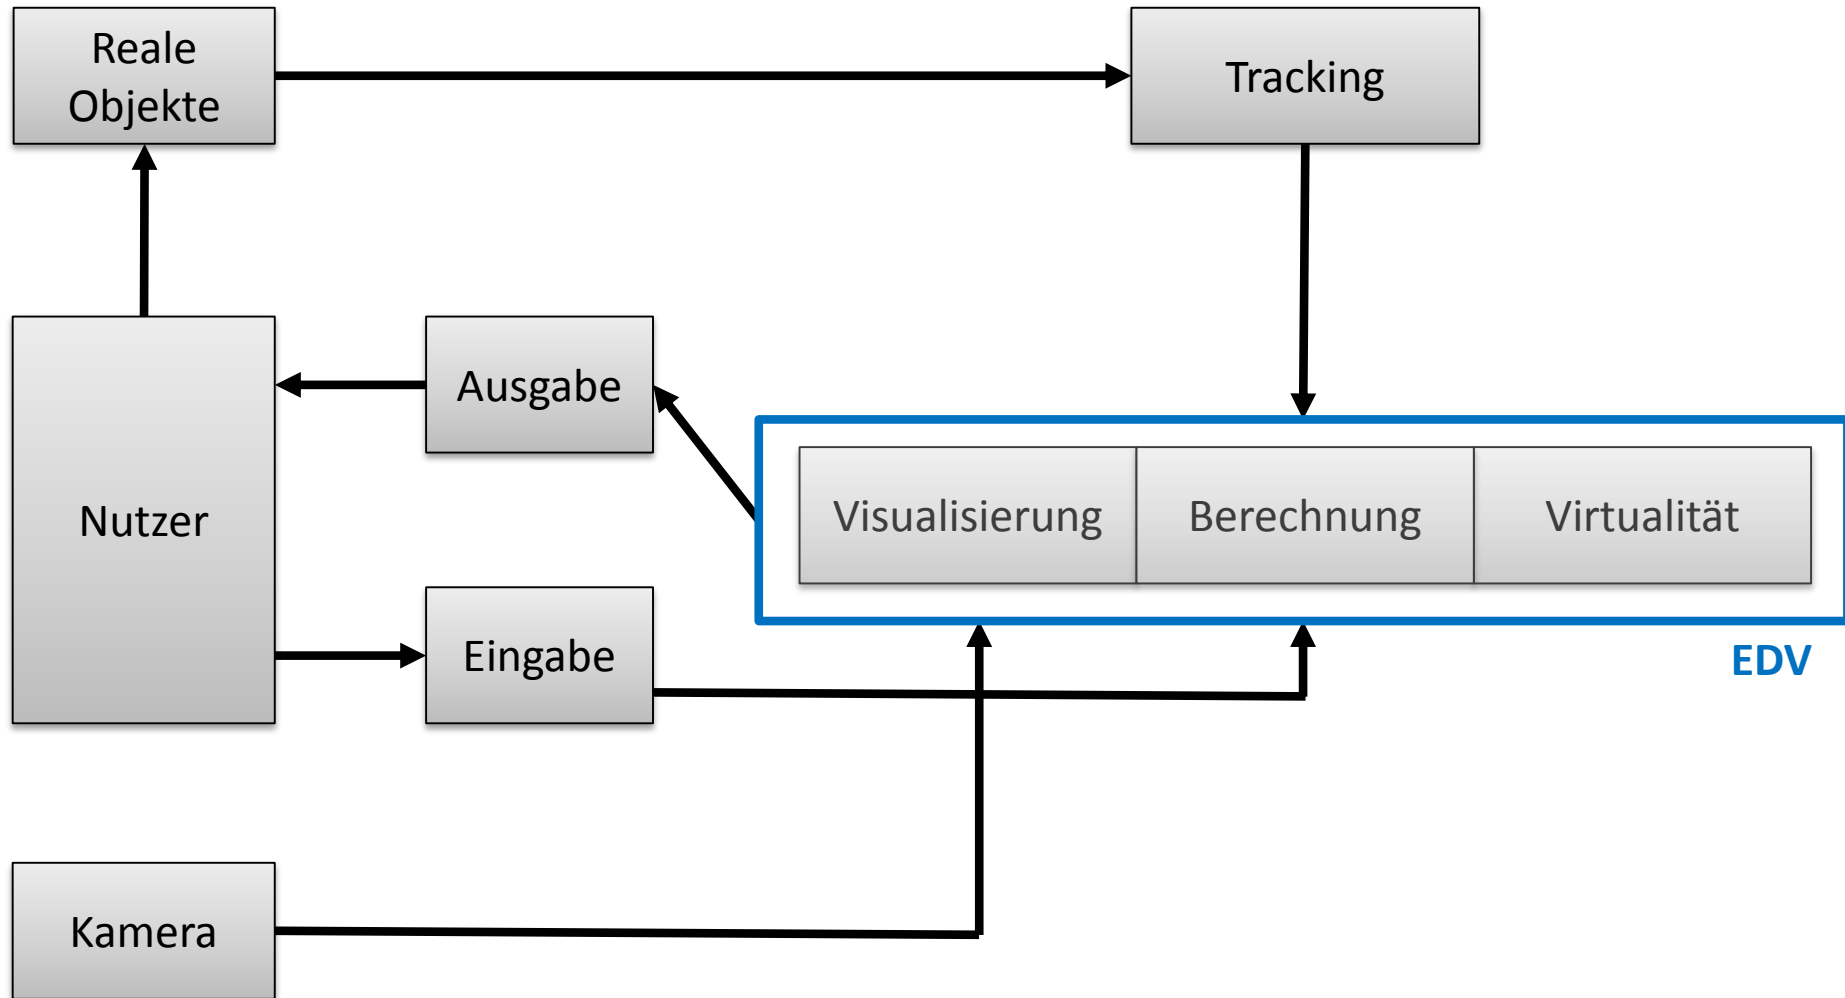 Reale
Objekte
Tracking
Ausgabe
Nutzer
Visualisierung
Berechnung
Virtualität
Eingabe
EDV
Kamera